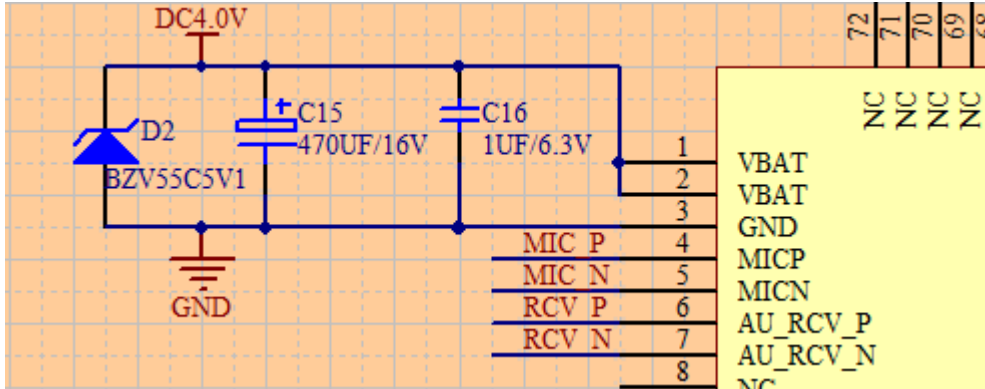 DC4.0V
D2
BZV55C5V1
+
C15
470UF/16V
C16
1UF/6.3V
GND
72
71
70
69
68
NC
NC
NC
NC
1
VBAT
2
VBAT
3
GND
MIC_P
4
MICP
MIC_N
5
MICN
RCV_P
6
AU_RCV_P
RCV_N
7
AU_RCV_N
8
NC